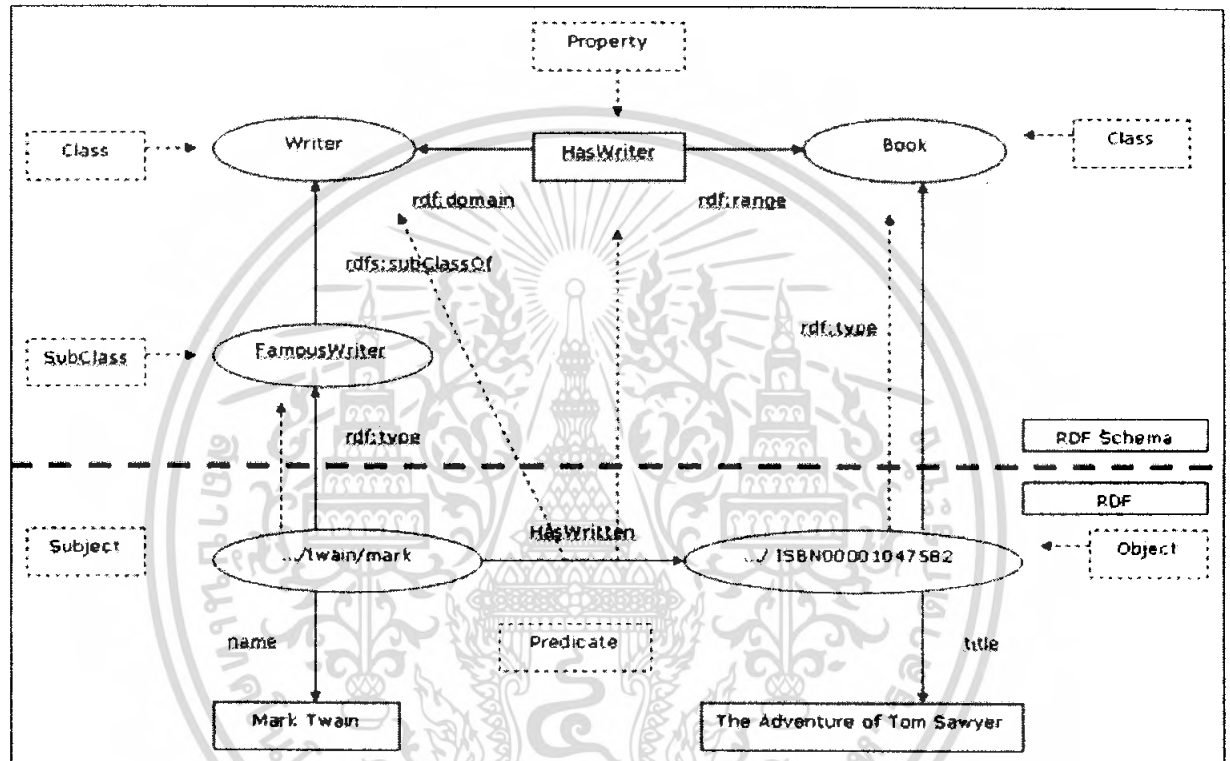 Property
Class
Writer
HasWriter
Book
Class
rdf:domain
rdf:range
rdfs:subClassOf
rdf:type
SubClass
FamousWriter
rdf:type
RDF Schema
RDF
Subject
HasWritten
../twain/mark
../ ISBN00001047582
Object
name
Predicate
title
Mark Twain
The Adventure of Tom Sawyer